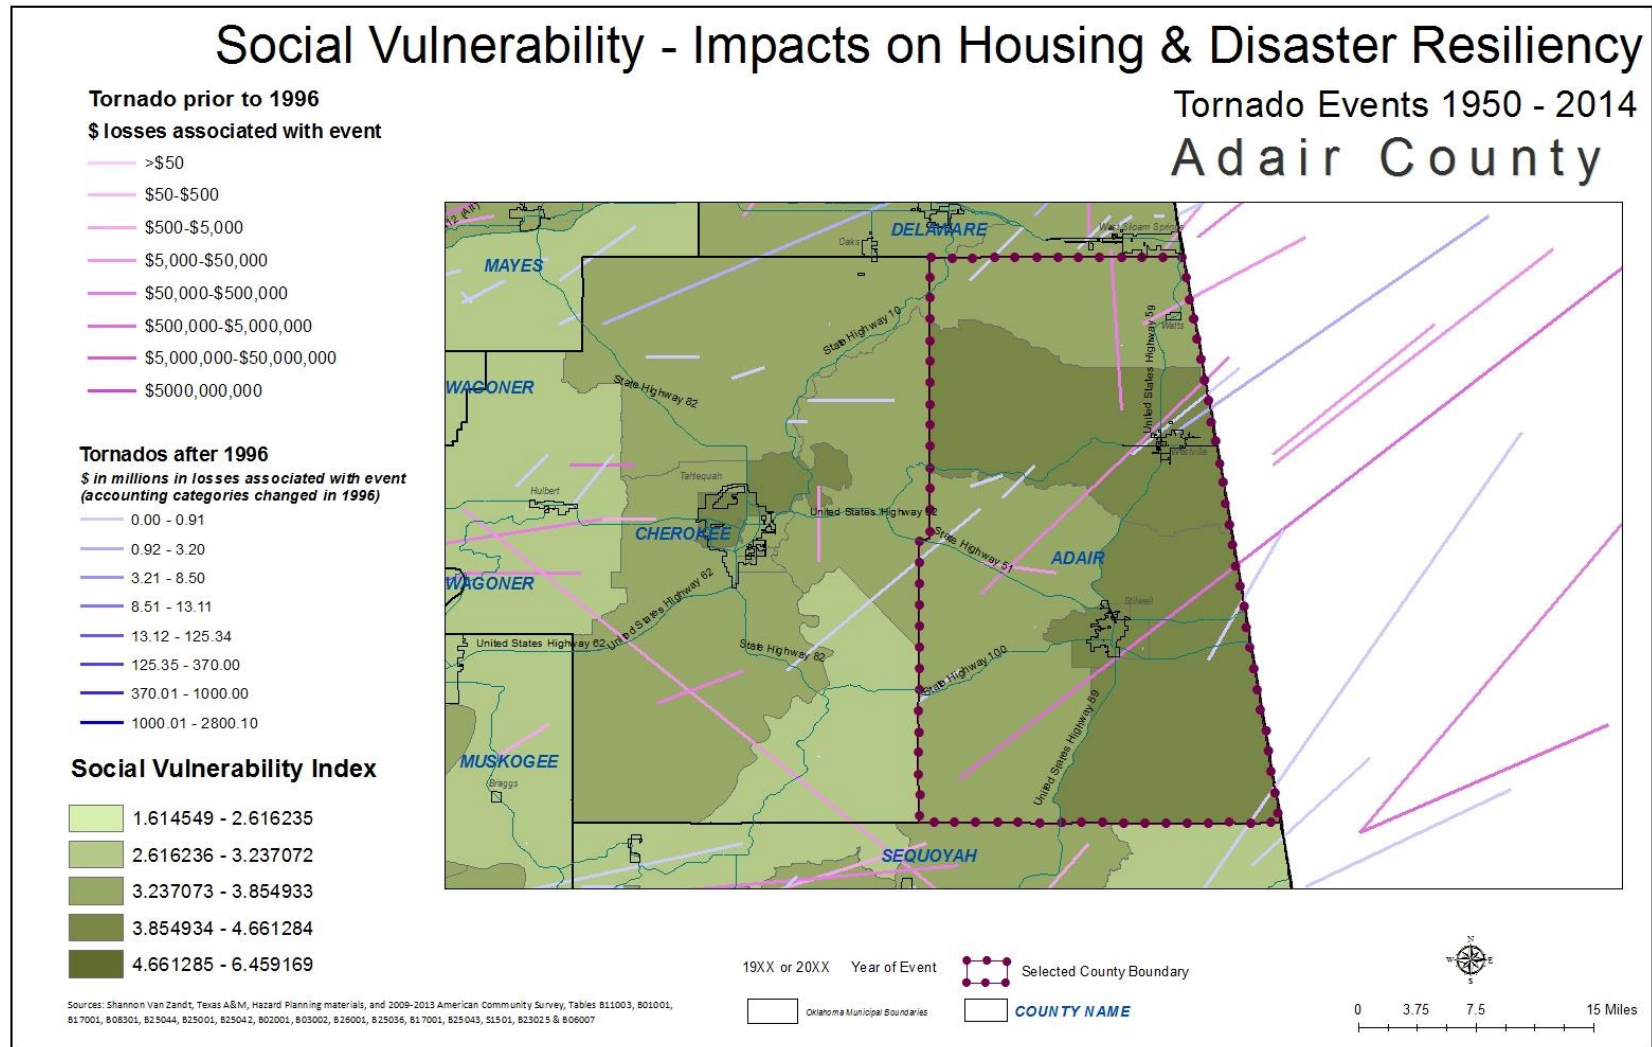 Social Vulnerability - Impacts on Housing & Disaster Resiliency
Tornado Events 1950 - 2014
Adair County
Tornado prior to 1996
$ losses associated with event
>$50
$50-$500
$500-$5,000
$5,000-$50,000
$50,000-$500,000
$500,000-$5,000,000
$5,000,000-$50,000,000
$5000,000,000
Tornados after 1996
$ in millions in losses associated with event
(accounting categories changed in 1996)
0.00 - 0.91
0.92 - 3.20
3.21 - 8.50
8.51 - 13.11
13.12 - 125.34
125.35 - 370.00
370.01 - 1000.00
1000.01 - 2800.10
Social Vulnerability Index
1.614549 - 2.616235
2.616236 - 3.237072
3.237073 - 3.854933
3.854934 - 4.661284
4.661285 - 6.459169
12 (Alt)
DELAWARE
West Siloam Springs
Oaks
MAYES
State Highway 10
United States Highway 59
Watts
WAGONER
State Highway 82
Westville
Tahlequah
Hulbert
United States Highway 62
CHEROKEE
State Highway 51
ADAIR
WAGONER
United States Highway 62
Stilwell
United States Highway 62
State Highway 82
State Highway 100
United States Highway 59
MUSKOGEE
Braggs
SEQUOYAH
19XX or 20XX Year of Event
Selected County Boundary
Oklahoma Municipal Boundaries
COUNTY NAME
N
W E
S
0 3.75 7.5 15 Miles
Sources: Shannon Van Zandt, Texas A&M, Hazard Planning materials, and 2009-2013 American Community Survey, Tables B11003, B01001,
B17001, B08301, B25044, B25001, B25042, B02001, B03002, B26001, B25036, B17001, B25043, S1501, B23025 & B06007